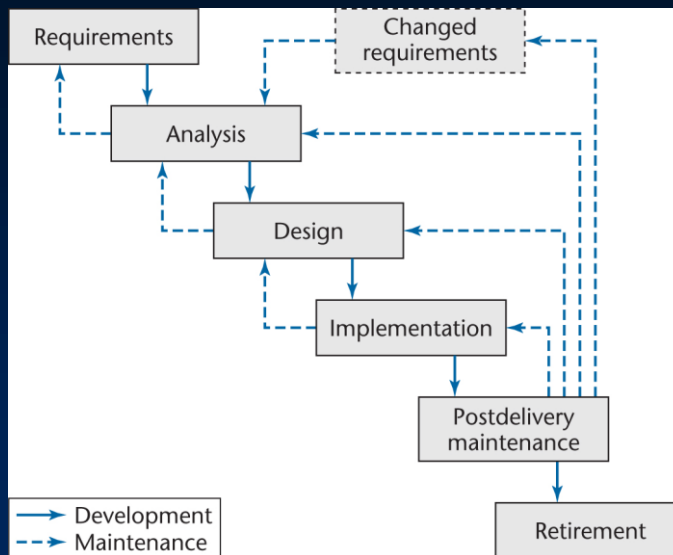 Requirements
Changed
requirements
Analysis
Design
Implementation
Postdelivery
maintenance
Development
Maintenance
Retirement